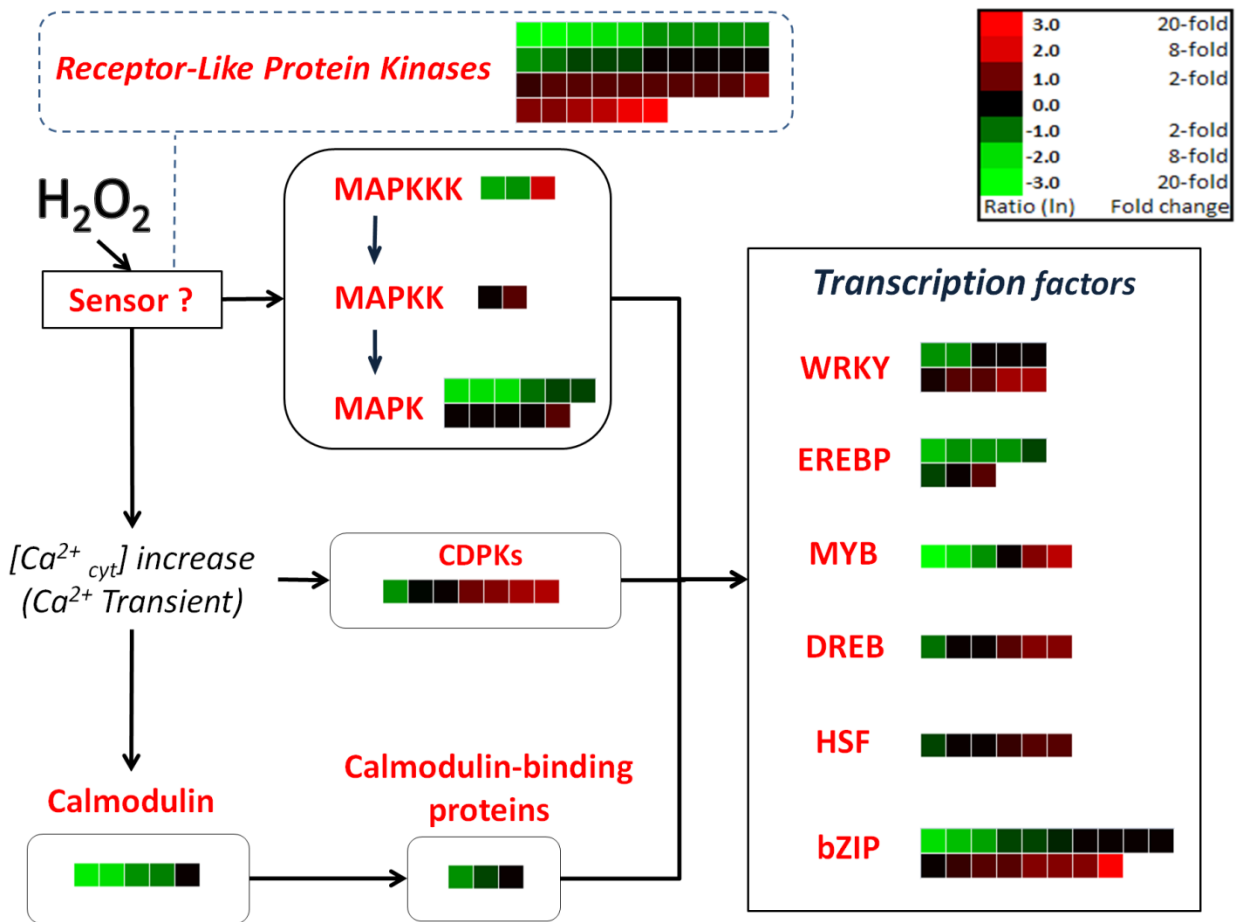 Receptor-Like Protein Kinases
3.0 20-fold
2.0 8-fold
1.0 2-fold
0.0
-1.0 2-fold
-2.0 8-fold
-3.0 20-fold
Ratio (ln) Fold change
H₂O₂
Sensor ?
MAPKKK
MAPKK
MAPK
[Ca²⁺ cyt] increase
(Ca²⁺ Transient)
CDPKs
Calmodulin
Calmodulin-binding
proteins
Transcription factors
WRKY
EREBP
MYB
DREB
HSF
bZIP